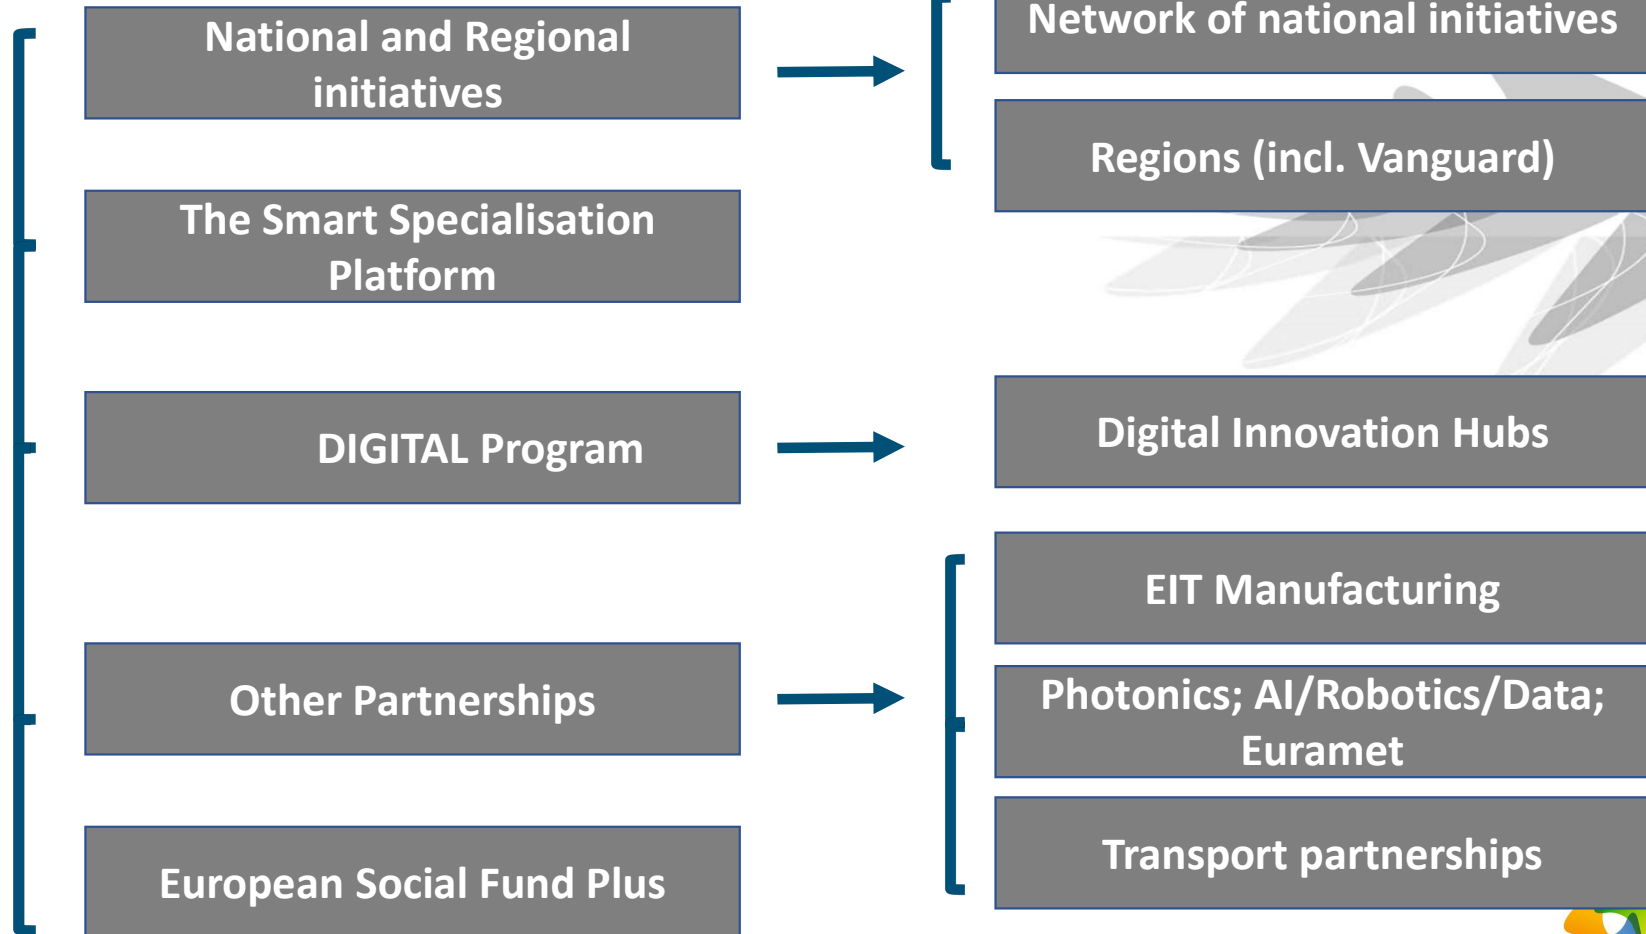 National and Regional
initiatives
The Smart Specialisation
Platform
DIGITAL Program
Other Partnerships
European Social Fund Plus
Network of national initiatives
Regions (incl. Vanguard)
Digital Innovation Hubs
EIT Manufacturing
Photonics; AI/Robotics/Data;
Euramet
Transport partnerships